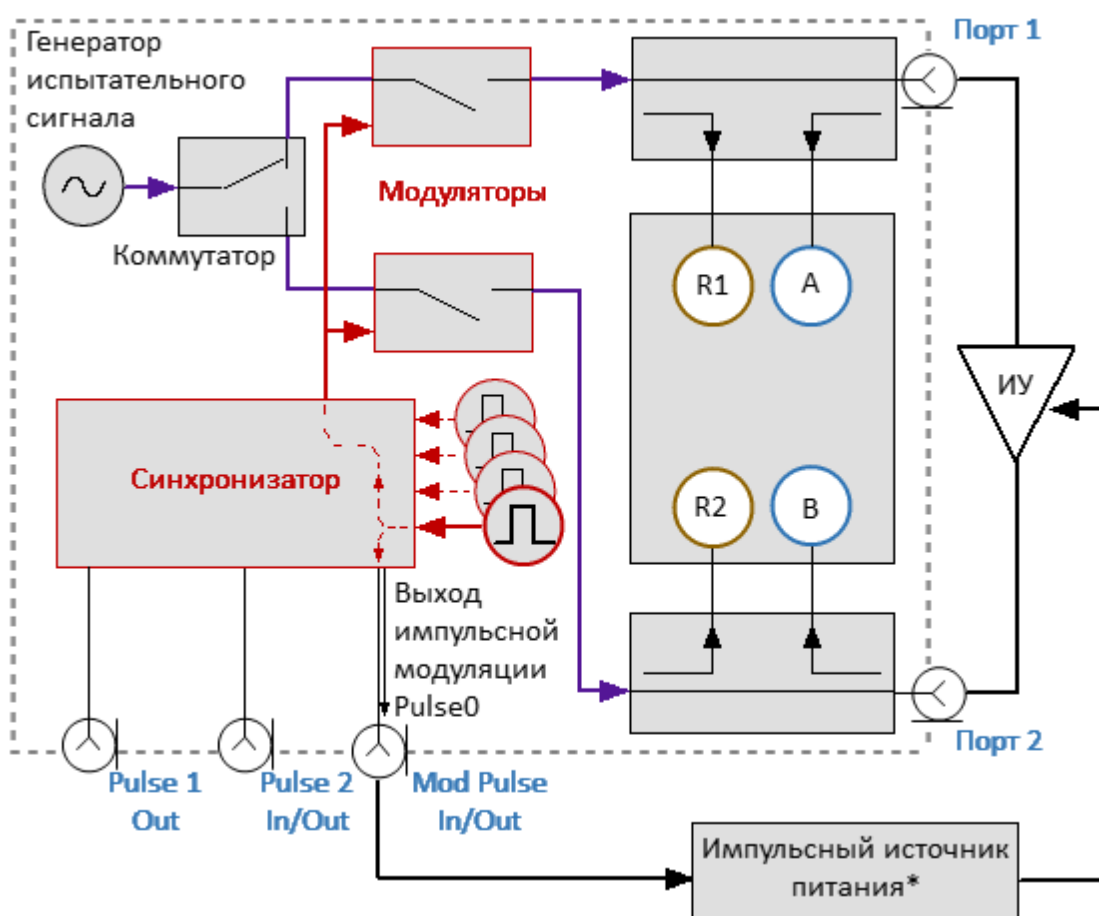 Порт 1
Генератор
испытательного
сигнала
Модуляторы
Коммутатор
R1
A
ИУ
Синхронизатор
R2
B
Выход
импульсной
модуляции
Pulse0
Порт 2
Pulse 1
Out
Pulse 2
In/Out
Mod Pulse
In/Out
Импульсный источник
питания*